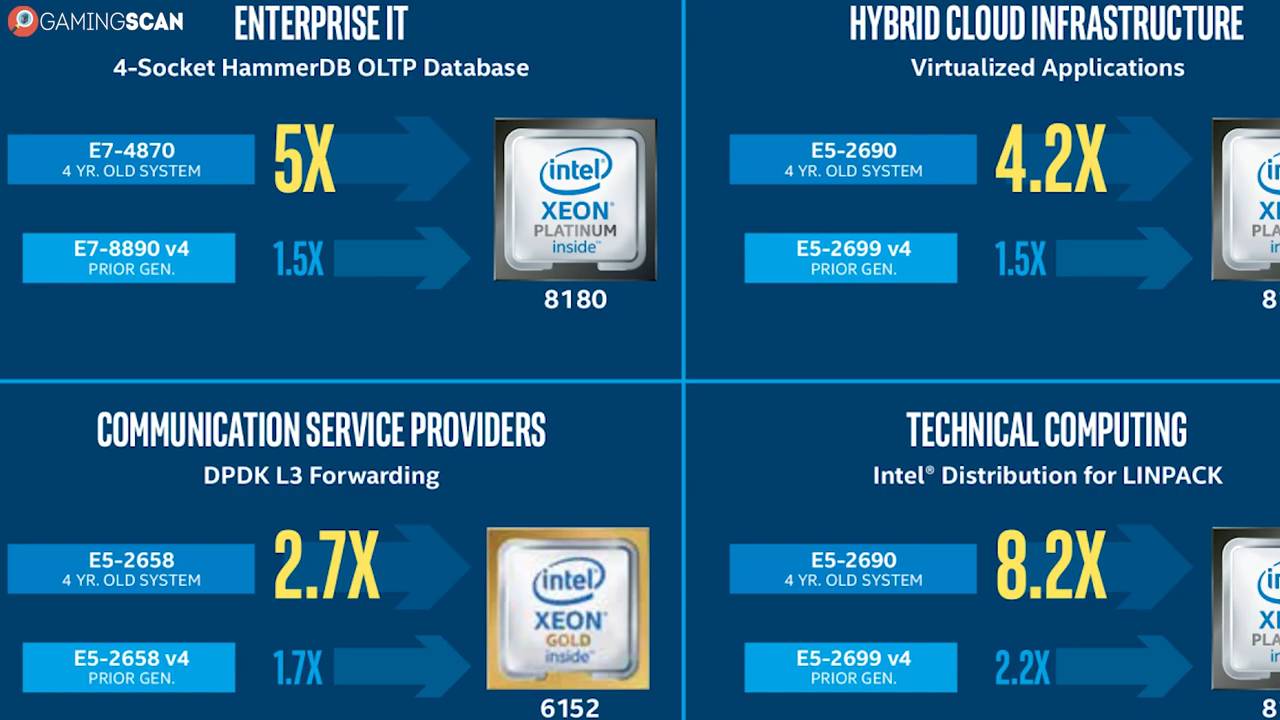 GAMINGSCAN
ENTERPRISE IT
4-Socket HammerDB OLTP Database
E7-4870
4 YR. OLD SYSTEM
5X
E7-8890 v4
PRIOR GEN.
1.5X
intel®
XEON®
PLATINUM
inside™
8180
HYBRID CLOUD INFRASTRUCTURE
Virtualized Applications
E5-2690
4 YR. OLD SYSTEM
4.2X
E5-2699 v4
PRIOR GEN.
1.5X
COMMUNICATION SERVICE PROVIDERS
DPDK L3 Forwarding
E5-2658
4 YR. OLD SYSTEM
2.7X
E5-2658 v4
PRIOR GEN.
1.7X
intel®
XEON®
GOLD
inside™
6152
TECHNICAL COMPUTING
Intel® Distribution for LINPACK
E5-2690
4 YR. OLD SYSTEM
8.2X
E5-2699 v4
PRIOR GEN.
2.2X